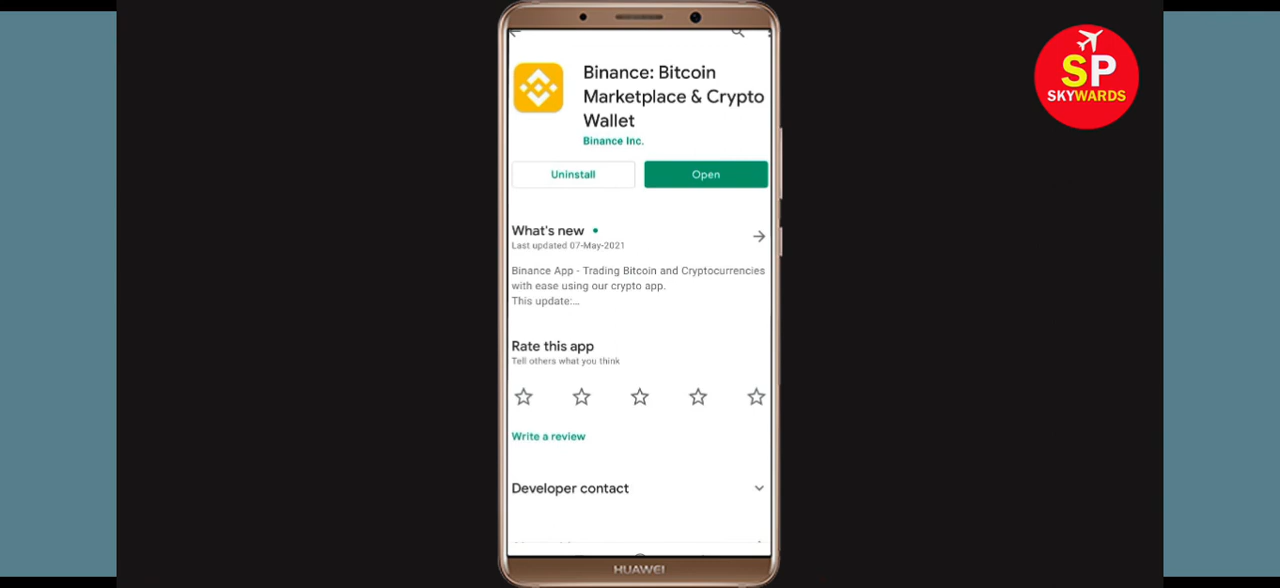 Binance: Bitcoin
Marketplace & Crypto
Wallet
Binance Inc.
Uninstall
Open
What's new
Last updated 07-May-2021
Binance App - Trading Bitcoin and Cryptocurrencies
with ease using our crypto app.
This update:...
Rate this app
Tell others what you think
Write a review
Developer contact
HUAWEI
SP
SKYWARDS